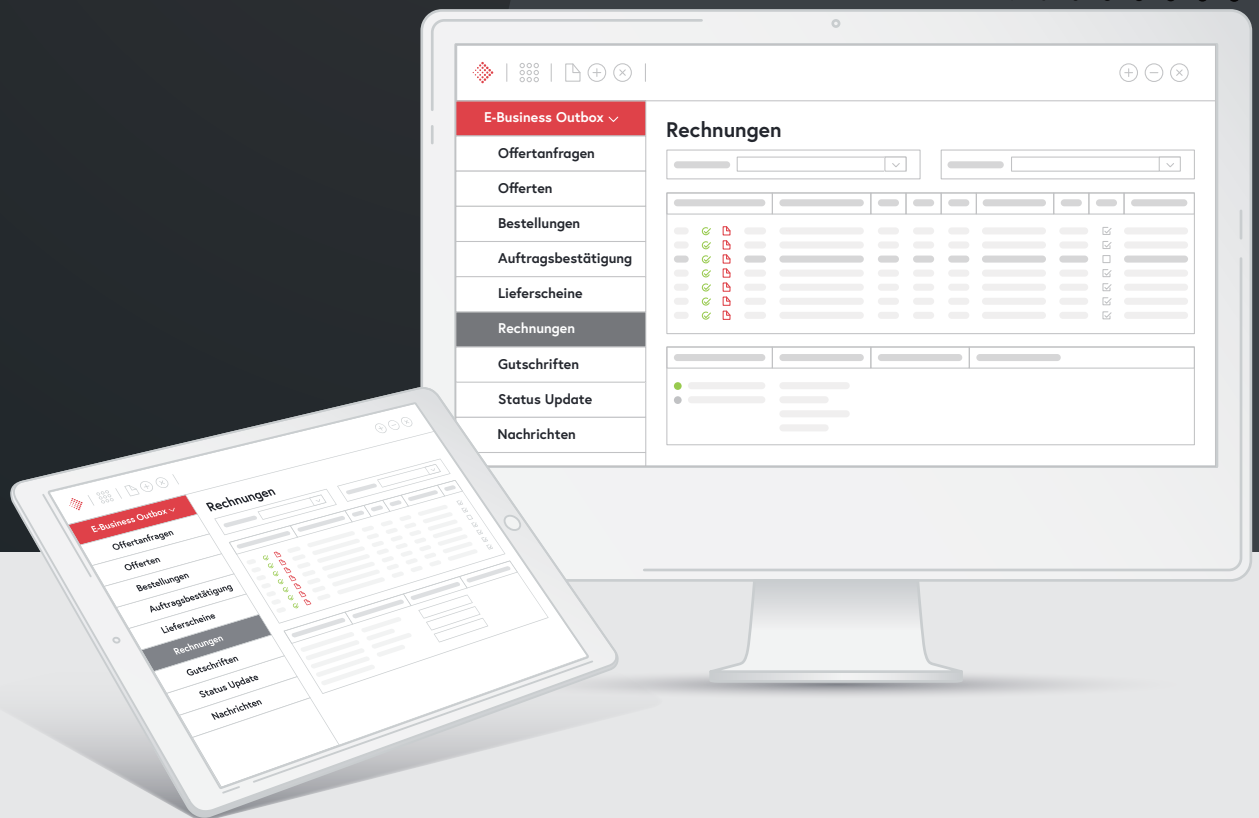 E-Business Outbox
Offertanfragen
Offerten
Bestellungen
Auftragsbestätigung
Lieferscheine
Rechnungen
Gutschriften
Status Update
Nachrichten
Rechnungen
E-Business Outbox
Offertanfragen
Offerten
Bestellungen
Auftragsbestätigung
Lieferscheine
Rechnungen
Gutschriften
Status Update
Nachrichten
Rechnungen